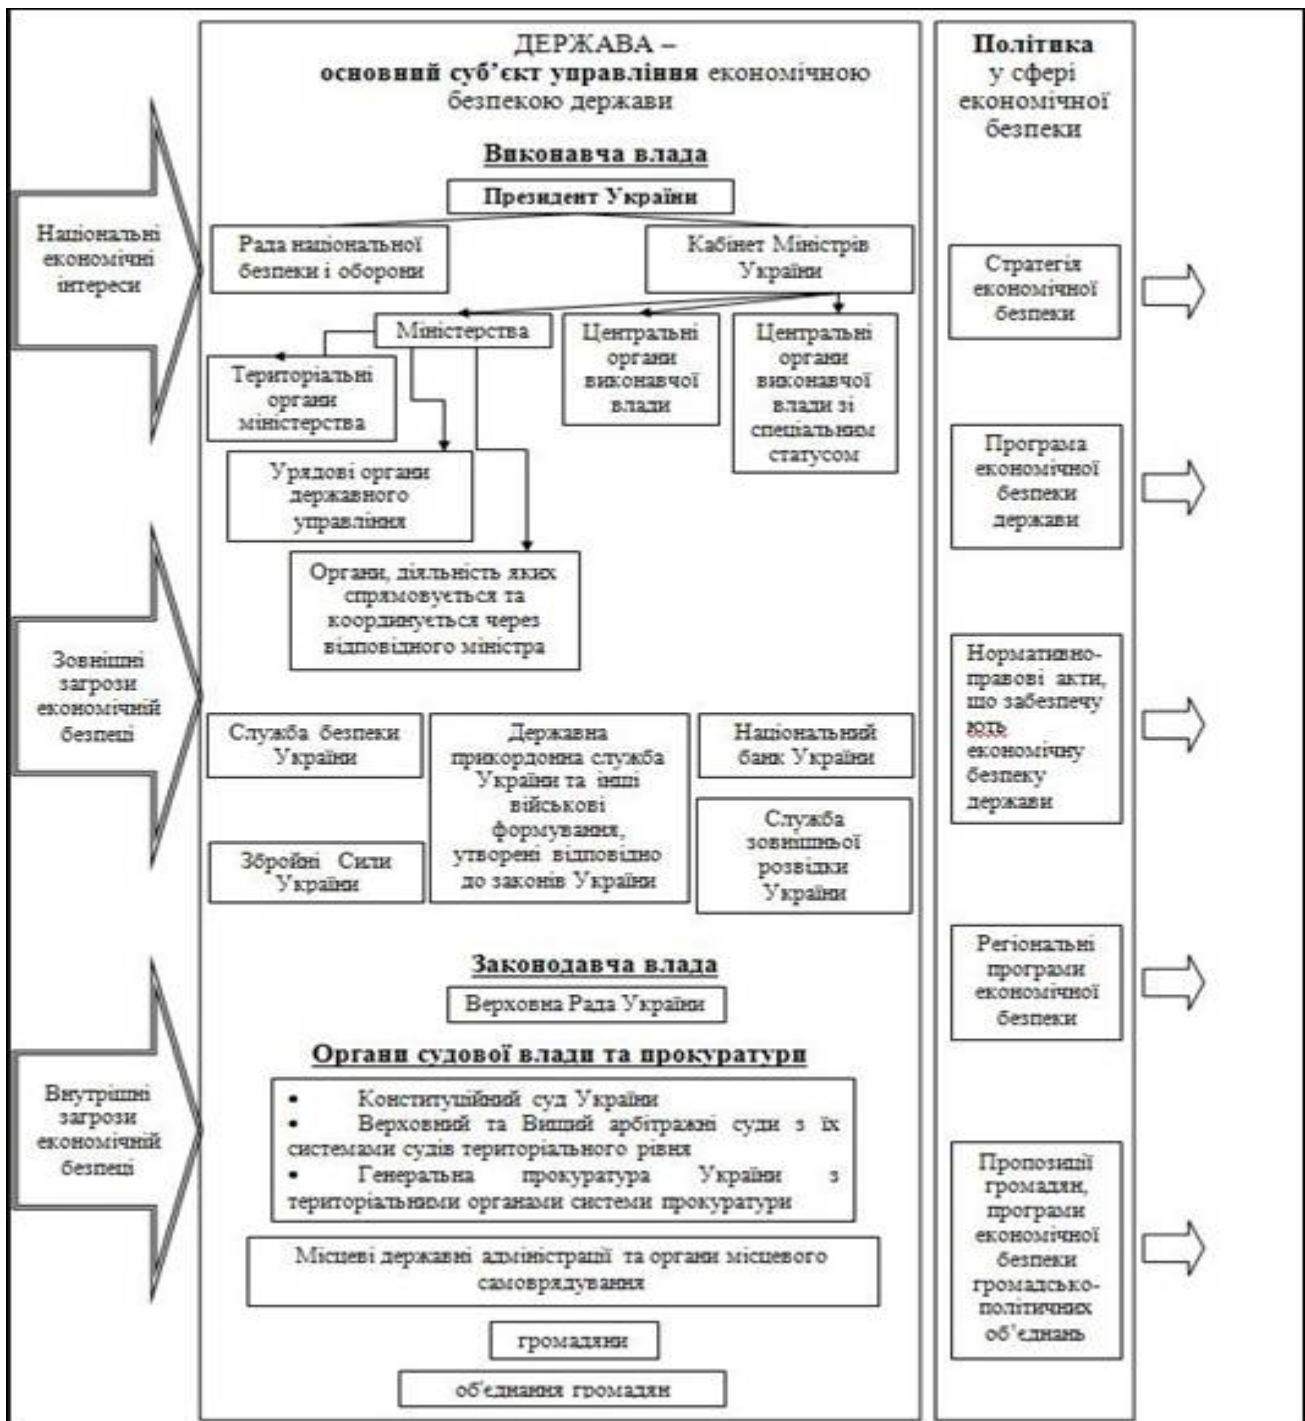 ДЕРЖАВА –
основний суб’єкт управління економічною
безпекою держави
Виконавча влада
Президент України
Рада національної
безпеки і оборони
Кабінет Міністрів
України
Міністерства
Центральні
органи
виконавчої
влади
Центральні
органи
виконавчої
влади зі
спеціальним
статусом
Територіальні
органи
міністерства
Урядові органи
державного
управління
Органи, діяльність яких
спрямовується та
координується через
відповідного міністра
Служба безпеки
України
Державна
прикордонна служба
України та інші
військові
формування,
утворені відповідно
до законів України
Національний
банк України
Збройні Сили
України
Служба
зовнішньої
розвідки
України
Законодавча влада
Верховна Рада України
Органи судової влади та прокуратури
• Конституційний суд України
• Верховний та Вищий арбітражні суди з їх
системами судів територіального рівня
• Генеральна прокуратура України з
територіальними органами системи прокуратури
Місцеві державні адміністрації та органи місцевого
самоврядування
громадяни
об'єднання громадян
Національні
економічні
інтереси
Зовнішні
загрози
економічній
безпеці
Внутрішні
загрози
економічній
безпеці
Політика
у сфері
економічної
безпеки
Стратегія
економічної
безпеки
Програма
економічної
безпеки
держави
Нормативно-
правові акти,
що забезпечу
ють
економічну
безпеку
держави
Регіональні
програми
економічної
безпеки
Пропозиції
громадян,
програми
економічної
безпеки
громадсько-
політичних
об’єднань